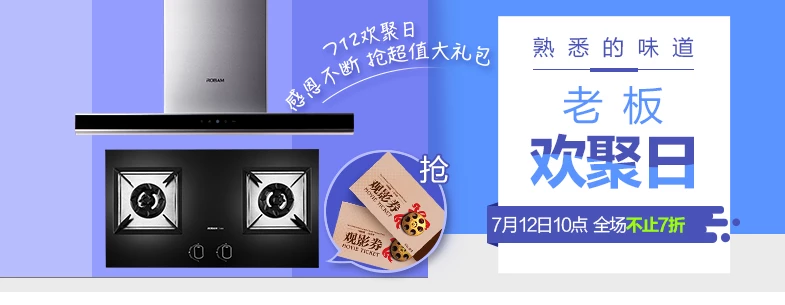 712欢聚日
感恩不断 抢超值大礼包
ROBAM
抢
观影券
MOVIE TICKET
观影券
MOVIE TICKET
熟悉的味道
老板
欢聚日
7月12日10点 全场不止7折